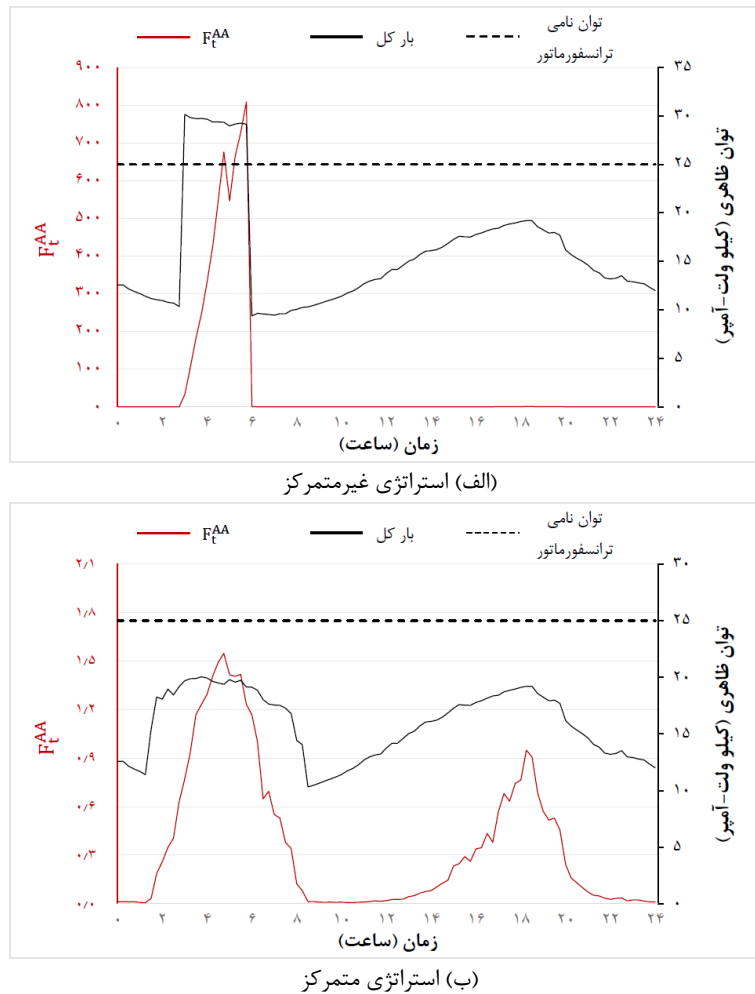 F_t^AA
بار کل
توان نامی
ترانسفورماتور
۹۰۰
۸۰۰
۷۰۰
۶۰۰
۵۰۰
۴۰۰
۳۰۰
۲۰۰
۱۰۰
۰
F_t^AA
۳۵
۳۰
۲۵
۲۰
۱۵
۱۰
۵
۰
توان ظاهری (کیلو ولت-آمپر)
۰ ۲ ۴ ۶ ۸ ۱۰ ۱۲ ۱۴ ۱۶ ۱۸ ۲۰ ۲۲ ۲۴
زمان (ساعت)
(الف) استراتژی غیرمتمرکز
F_t^AA
بار کل
توان نامی
ترانسفورماتور
۲٫۱
۱٫۸
۱٫۵
۱٫۲
۰٫۹
۰٫۶
۰٫۳
۰٫۰
F_t^AA
۳۰
۲۵
۲۰
۱۵
۱۰
۵
۰
توان ظاهری (کیلو ولت-آمپر)
۰ ۲ ۴ ۶ ۸ ۱۰ ۱۲ ۱۴ ۱۶ ۱۸ ۲۰ ۲۲ ۲۴
زمان (ساعت)
(ب) استراتژی متمرکز